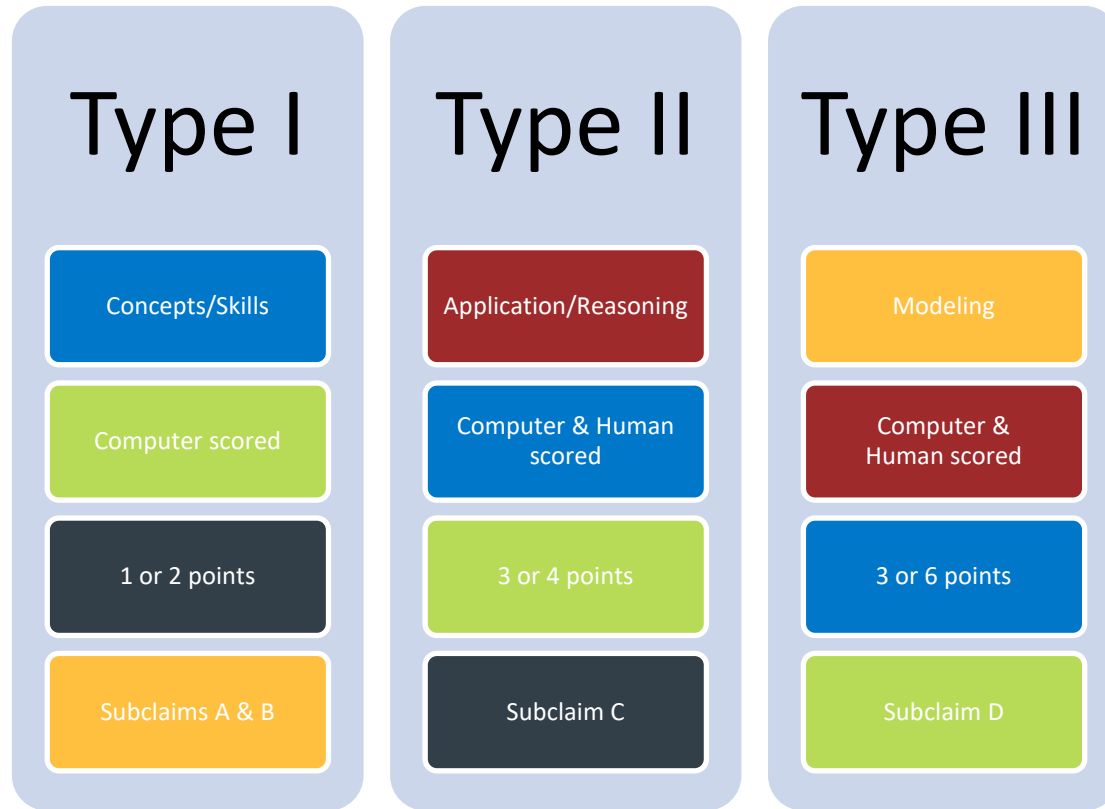 Type I
Concepts/Skills
Computer scored
1 or 2 points
Subclaims A & B
Type II
Application/Reasoning
Computer & Human
scored
3 or 4 points
Subclaim C
Type III
Modeling
Computer &
Human scored
3 or 6 points
Subclaim D